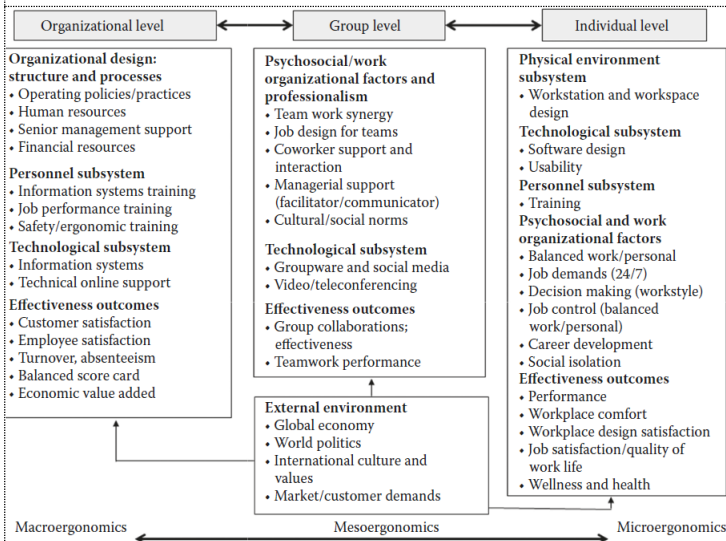 Organizational level
Group level
Individual level
Organizational design:
structure and processes
• Operating policies/practices
• Human resources
• Senior management support
• Financial resources
Personnel subsystem
• Information systems training
• Job performance training
• Safety/ergonomic training
Technological subsystem
• Information systems
• Technical online support
Effectiveness outcomes
• Customer satisfaction
• Employee satisfaction
• Turnover, absenteeism
• Balanced score card
• Economic value added
Psychosocial/work
organizational factors and
professionalism
• Team work synergy
• Job design for teams
• Coworker support and
interaction
• Managerial support
(facilitator/communicator)
• Cultural/social norms
Technological subsystem
• Groupware and social media
• Video/teleconferencing
Effectiveness outcomes
• Group collaborations;
effectiveness
• Teamwork performance
External environment
• Global economy
• World politics
• International culture and
values
• Market/customer demands
Physical environment
subsystem
• Workstation and workspace
design
Technological subsystem
• Software design
• Usability
Personnel subsystem
• Training
Psychosocial and work
organizational factors
• Balanced work/personal
• Job demands (24/7)
• Decision making (workstyle)
• Job control (balanced
work/personal)
• Career development
• Social isolation
Effectiveness outcomes
• Performance
• Workplace comfort
• Workplace design satisfaction
• Job satisfaction/quality of
work life
• Wellness and health
Macroergonomics
Mesoergonomics
Microergonomics